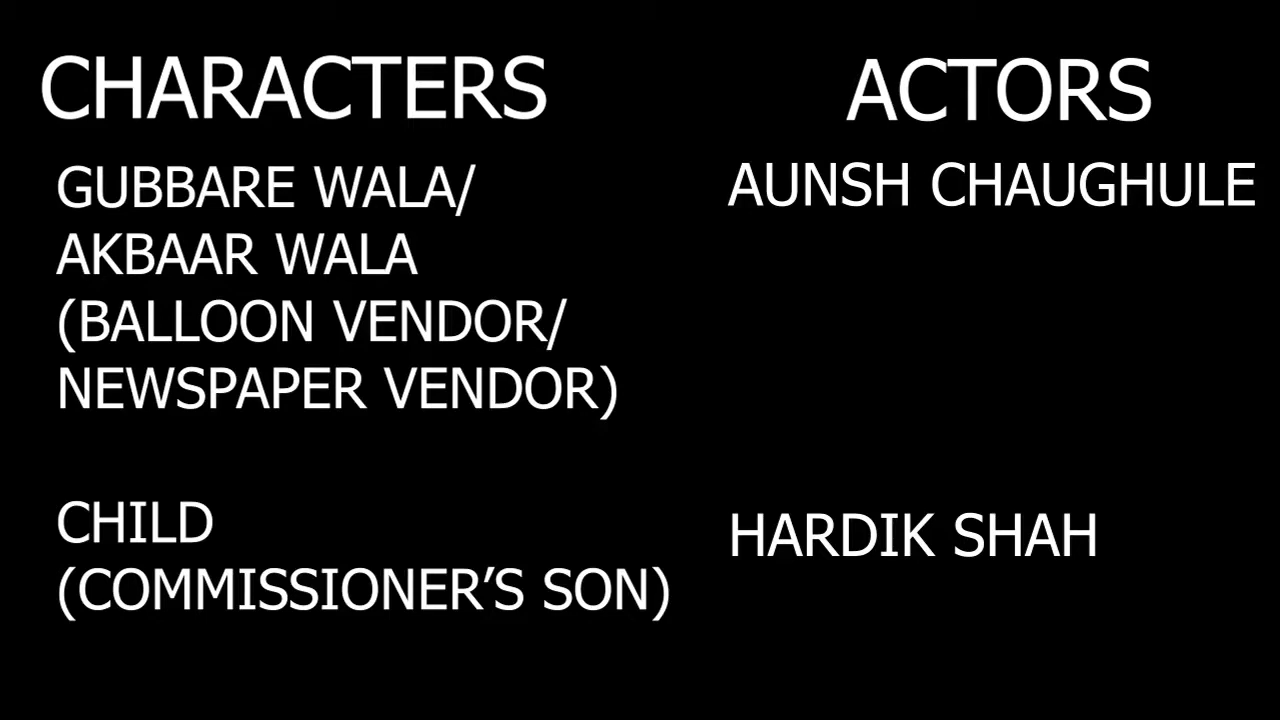 CHARACTERS
ACTORS
GUBBARE WALA/
AKBAAR WALA
(BALLOON VENDOR/
NEWSPAPER VENDOR)
AUNSH CHAUGHULE
CHILD
(COMMISSIONER’S SON)
HARDIK SHAH